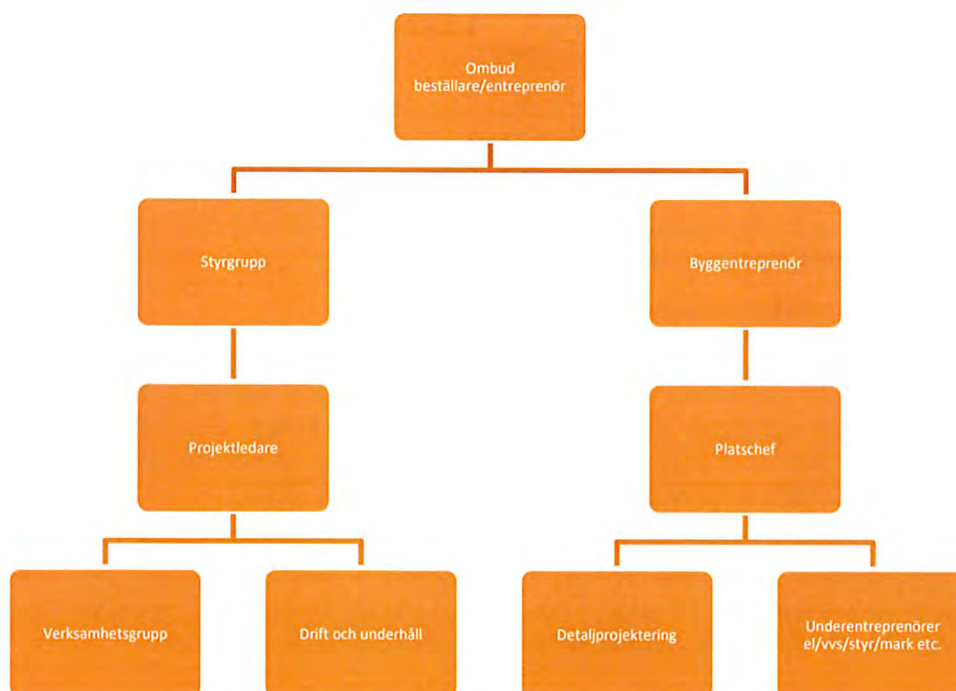 Ombud
beställare/entreprenör
Styrgrupp
Byggentreprenör
Projektledare
Platschef
Verksamhetsgrupp
Drift och underhåll
Detaljprojektering
Underentreprenörer
el/vvs/styr/mark etc.